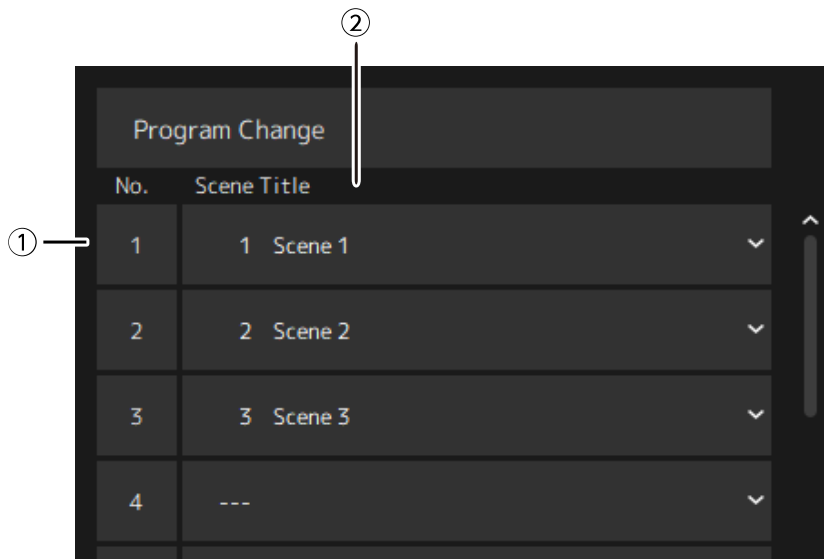 ②
Program Change
No. Scene Title
① 1 1 Scene 1
2 2 Scene 2
3 3 Scene 3
4 ---